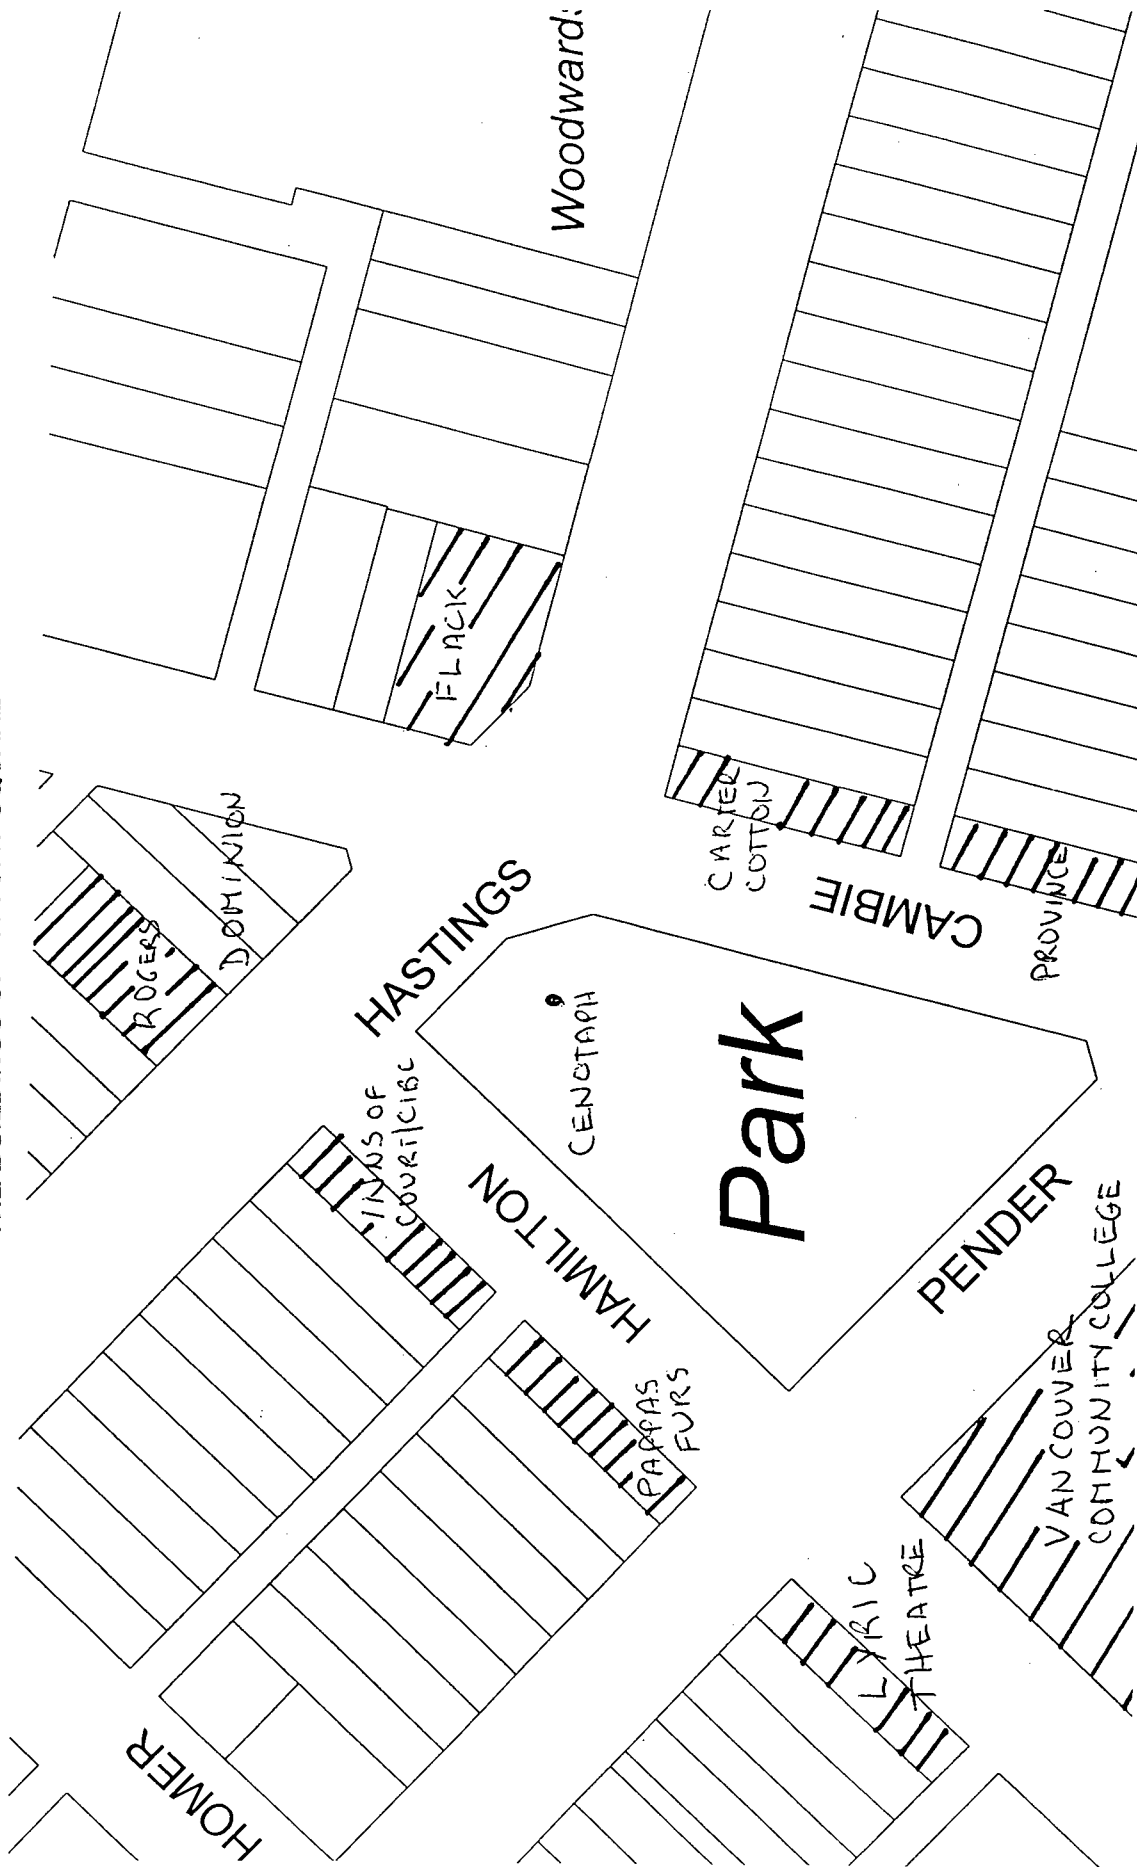 HOMER
HAMILTON
HASTINGS
PENDER
CAMBIE
Park
CENOTAPH
ROGERS
DOMINION
FLACK
Woodwards
INNS OF
COURT/CIBC
PAPPAS
FURS
LYRIC
THEATRE
VANCOUVER
COMMUNITY COLLEGE
CARTER
COTTON
PROVINCE